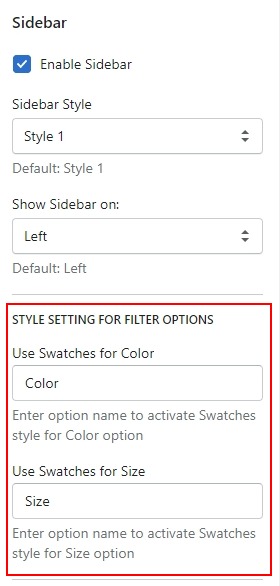 Sidebar
Enable Sidebar
Sidebar Style
Style 1
Default: Style 1
Show Sidebar on:
Left
Default: Left
STYLE SETTING FOR FILTER OPTIONS
Use Swatches for Color
Color
Enter option name to activate Swatches
style for Color option
Use Swatches for Size
Size
Enter option name to activate Swatches
style for Size option